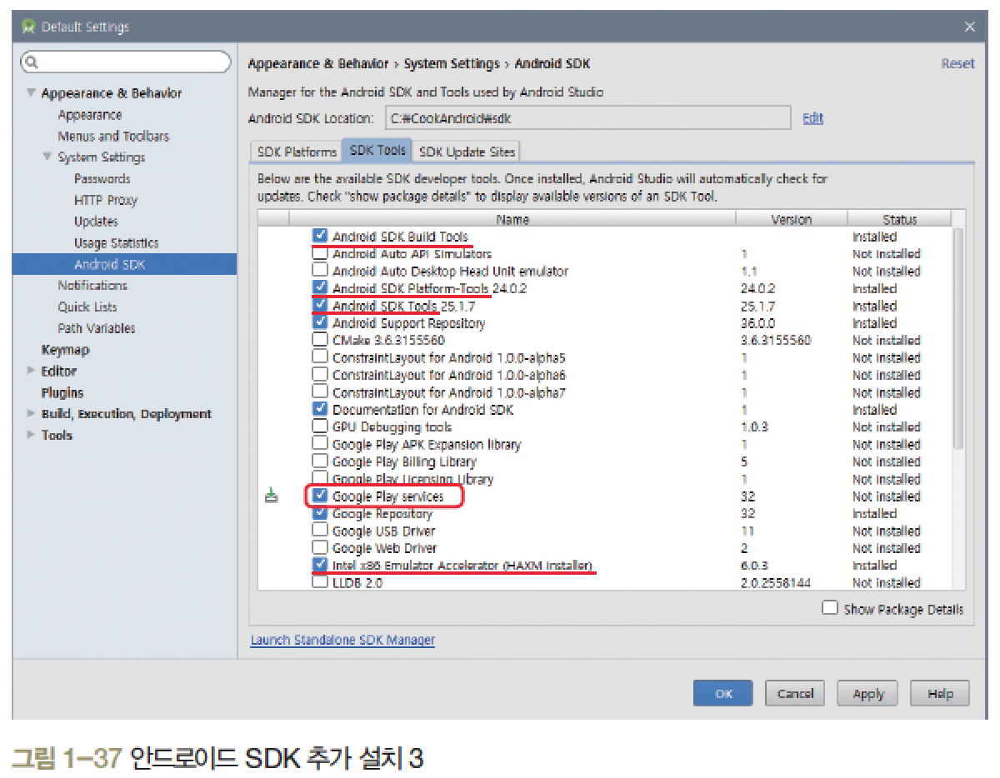 Default Settings
Appearance & Behavior › System Settings › Android SDK
Reset
Manager for the Android SDK and Tools used by Android Studio
Android SDK Location: C:₩CookAndroid₩sdk Edit
Appearance & Behavior
Appearance
Menus and Toolbars
System Settings
Passwords
HTTP Proxy
Updates
Usage Statistics
Android SDK
Notifications
Quick Lists
Path Variables
Keymap
Editor
Plugins
Build, Execution, Deployment
Tools
SDK Platforms SDK Tools SDK Update Sites
Below are the available SDK developer tools. Once installed, Android Studio will automatically check for
updates. Check "show package details" to display available versions of an SDK Tool.
Name Version Status
Android SDK Build Tools Installed
Android Auto API Simulators 1 Not installed
Android Auto Desktop Head Unit emulator 1.1 Not installed
Android SDK Platform-Tools 24.0.2 24.0.2 Installed
Android SDK Tools 25.1.7 25.1.7 Installed
Android Support Repository 36.0.0 Installed
CMake 3.6.3155560 3.6.3155560 Not installed
ConstraintLayout for Android 1.0.0-alpha5 1 Not installed
ConstraintLayout for Android 1.0.0-alpha6 1 Not installed
ConstraintLayout for Android 1.0.0-alpha7 1 Not installed
Documentation for Android SDK 1 Installed
GPU Debugging tools 1.0.3 Not installed
Google Play APK Expansion library 1 Not installed
Google Play Billing Library 5 Not installed
Google Play Licensing Library 1 Not installed
Google Play services 32 Not installed
Google Repository 32 Installed
Google USB Driver 11 Not installed
Google Web Driver 2 Not installed
Intel x86 Emulator Accelerator (HAXM installer) 6.0.3 Installed
LLDB 2.0 2.0.2558144 Not installed
Show Package Details
Launch Standalone SDK Manager
OK Cancel Apply Help
그림 1-37 안드로이드 SDK 추가 설치 3